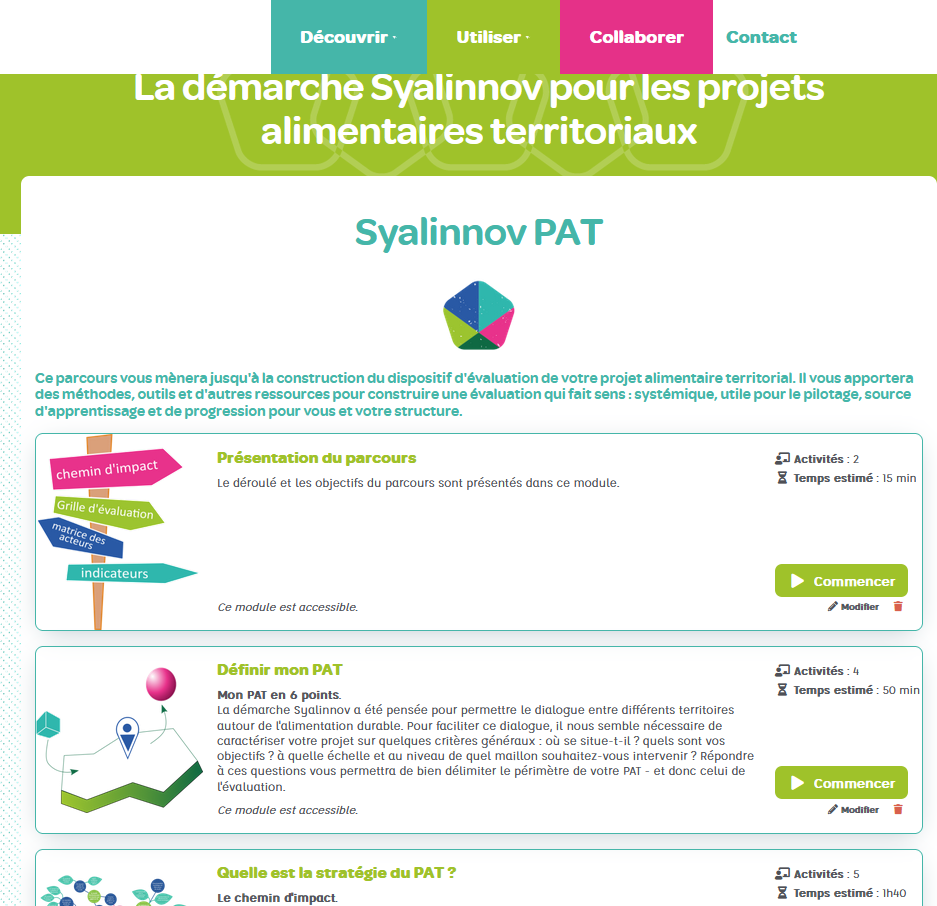 Découvrir
Utiliser
Collaborer
Contact
La démarche Syalinnov pour les projets
alimentaires territoriaux
Syalinnov PAT
Ce parcours vous mènera jusqu'à la construction du dispositif d'évaluation de votre projet alimentaire territorial. Il vous apportera
des méthodes, outils et d'autres ressources pour construire une évaluation qui fait sens : systémique, utile pour le pilotage, source
d'apprentissage et de progression pour vous et votre structure.
chemin d'impact
Grille d'évaluation
matrice des
acteurs
indicateurs
Présentation du parcours
Le déroulé et les objectifs du parcours sont présentés dans ce module.
Ce module est accessible.
Activités : 2
Temps estimé : 15 min
Commencer
Modifier
Définir mon PAT
Mon PAT en 6 points.
La démarche Syalinnov a été pensée pour permettre le dialogue entre différents territoires
autour de l'alimentation durable. Pour faciliter ce dialogue, il nous semble nécessaire de
caractériser votre projet sur quelques critères généraux : où se situe-t-il ? quels sont vos
objectifs ? à quelle échelle et au niveau de quel maillon souhaitez-vous intervenir ? Répondre
à ces questions vous permettra de bien délimiter le périmètre de votre PAT - et donc celui de
l'évaluation.
Ce module est accessible.
Activités : 4
Temps estimé : 50 min
Commencer
Modifier
Quelle est la stratégie du PAT ?
Le chemin d'impact.
Activités : 5
Temps estimé : 1h40